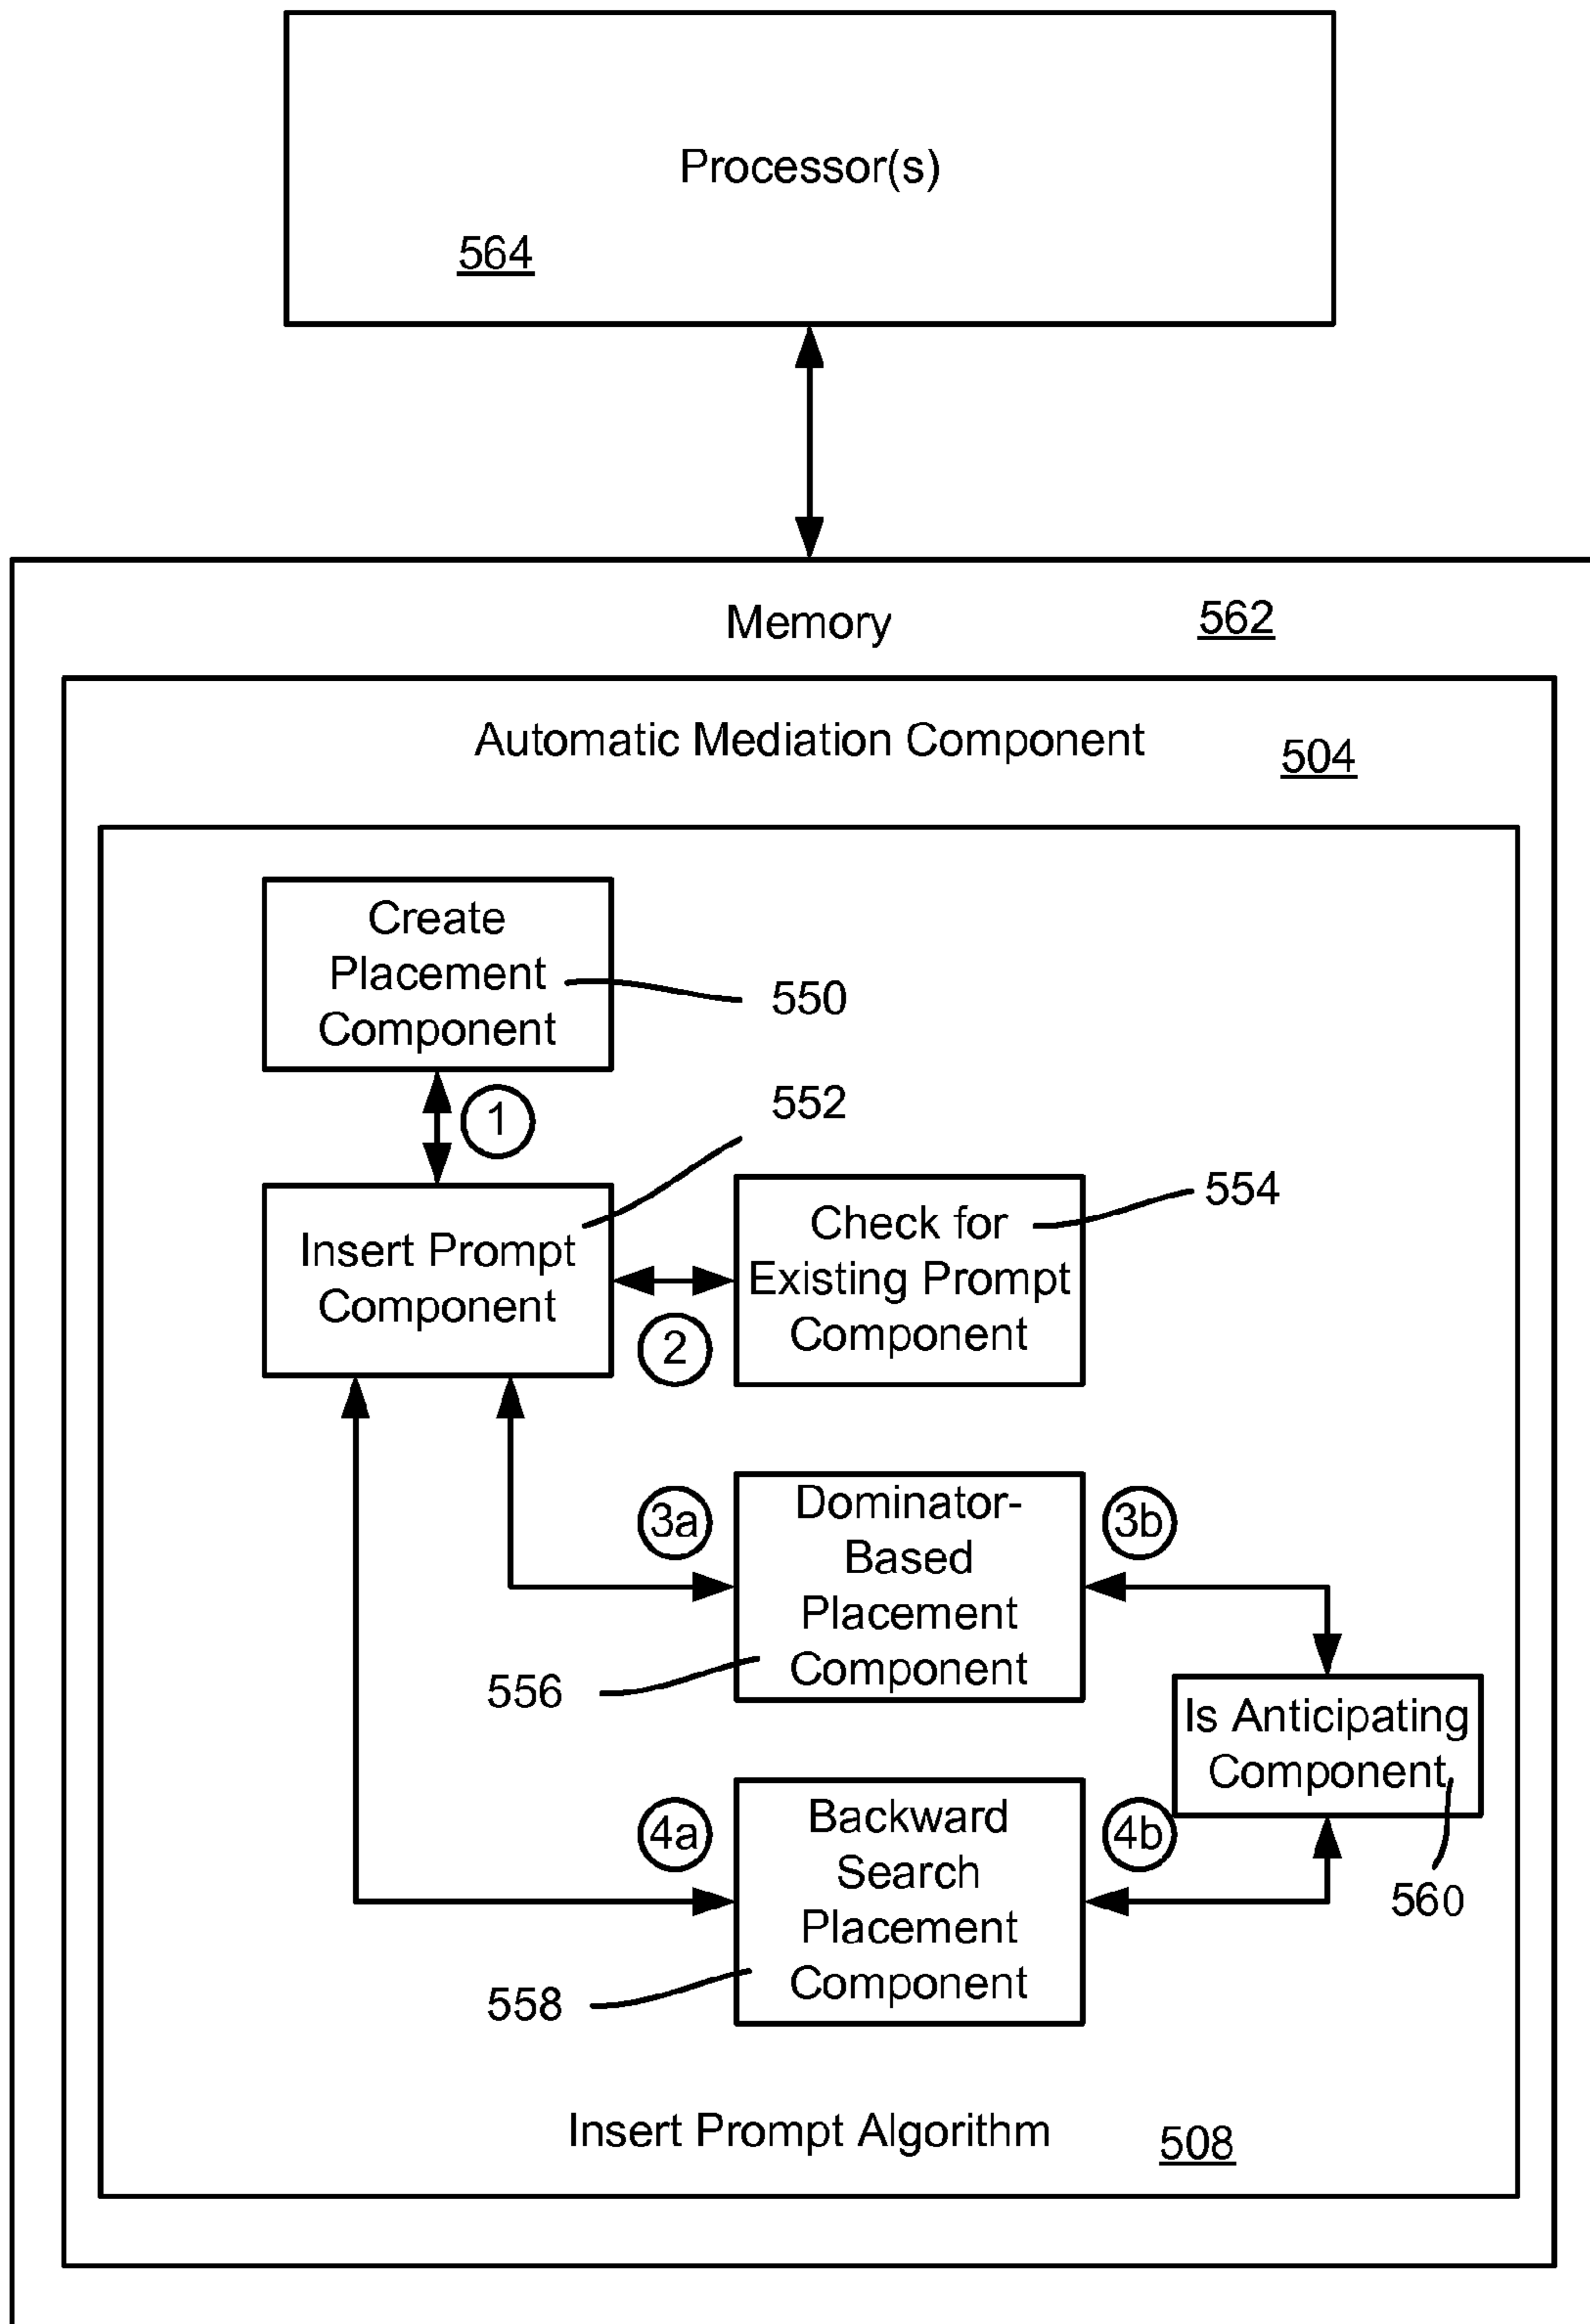 Processor(s)
564
Memory
562
Automatic Mediation Component
504
Create
Placement
Component
550
1
552
Insert Prompt
Component
2
Check for
Existing Prompt
Component
554
3a
Dominator-
Based
Placement
Component
3b
556
Is Anticipating
Component
560
4a
Backward
Search
Placement
Component
4b
558
Insert Prompt Algorithm
508